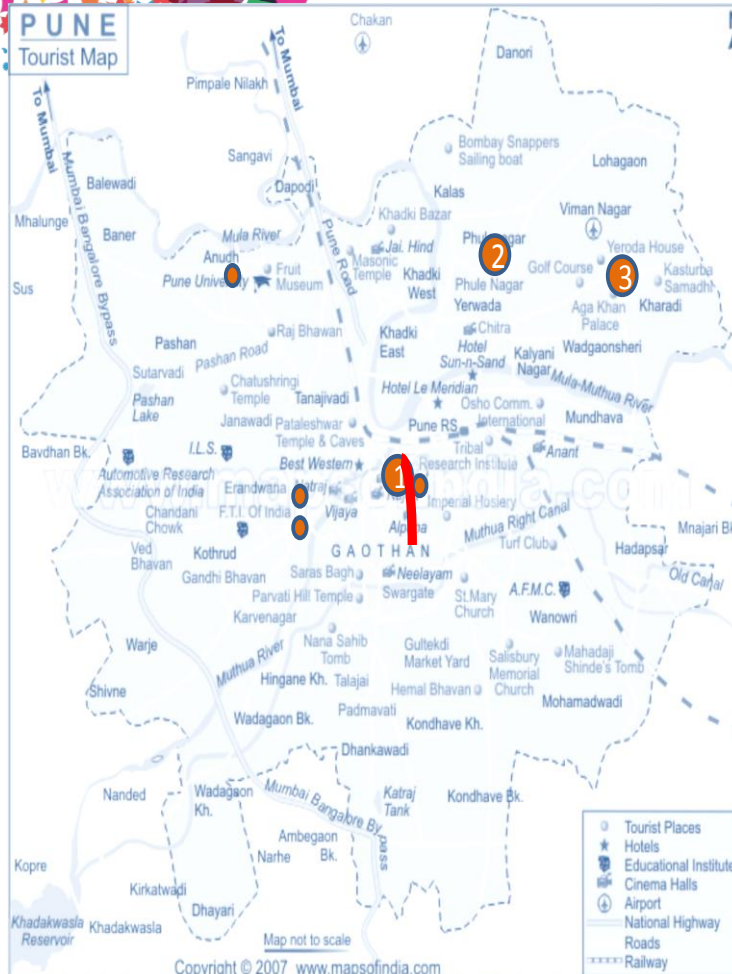 PUNE
Tourist Map
Chakan
To Mumbai
Danori
Pimpale Nilakh
To Mumbai
Bombay Snappers
Sailing boat
Lohagaon
Sangavi
Mumbai Bangalore Bypass
Balewadi
Dapodi
Kalas
Viman Nagar
Mhalunge
Baner
Mula River
Khadki Bazar
Jai. Hind
Pune Road
Masonic
Temple
2
Yeroda House
Anudh
Fruit
Museum
Pune University
Khadki
West
Golf Course
3
Kasturba
Samadhi
Sus
Phule Nagar
Yerwada
Aga Khan
Palace
Kharadi
Raj Bhawan
Khadki
East
Chitra
Pashan
Pashan Road
Hotel
Sun-n-Sand
Kalyani
Nagar
Wadgaonsheri
Sutarvadi
Chatushringi
Temple
Tanajivadi
Hotel Le Meridian
Mula-Muthua River
Pashan
Lake
Osho Comm.
International
Mundhava
Janawadi
Pataleshwar
Temple & Caves
Pune RS
Bavdhan Bk.
I.L.S.
Tribal
Research Institute
Anant
Best Western
Automotive Research
Association of India
Erandwana
1
Chandani
Chowk
F.T.I. Of India
Vijaya
Imperial Hosiery
Muthua Right Canal
Mnajari Bk
Ved
Bhavan
Kothrud
GAOTHAN
Turf Club
Hadapsar
Gandhi Bhavan
Saras Bagh
Neelayam
Old Canal
Parvati Hill Temple
Swargate
St.Mary
Church
A.F.M.C.
Karvenagar
Wanowri
Warje
Nana Sahib
Tomb
Gultekdi
Market Yard
Salisbury
Memorial
Church
Mahadaji
Shinde's Tomb
Muthua River
Shivne
Hingane Kh.
Talajai
Hemal Bhavan
Mohamadwadi
Wadagaon Bk.
Padmavati
Kondhave Kh.
Dhankawadi
Nanded
Wadagson
Kh.
Mumbai Bangalore By pass
Katraj
Tank
Kondhave Bk.
Ambegaon
Bk.
Narhe
Kopre
Kirkatwadi
Dhayari
Khadakwasla
Reservoir
Khadakwasla
Map not to scale
Tourist Places
Hotels
Educational Institute
Cinema Halls
Airport
National Highway
Roads
Railway
Copyright © 2007 www.mapsofindia.com